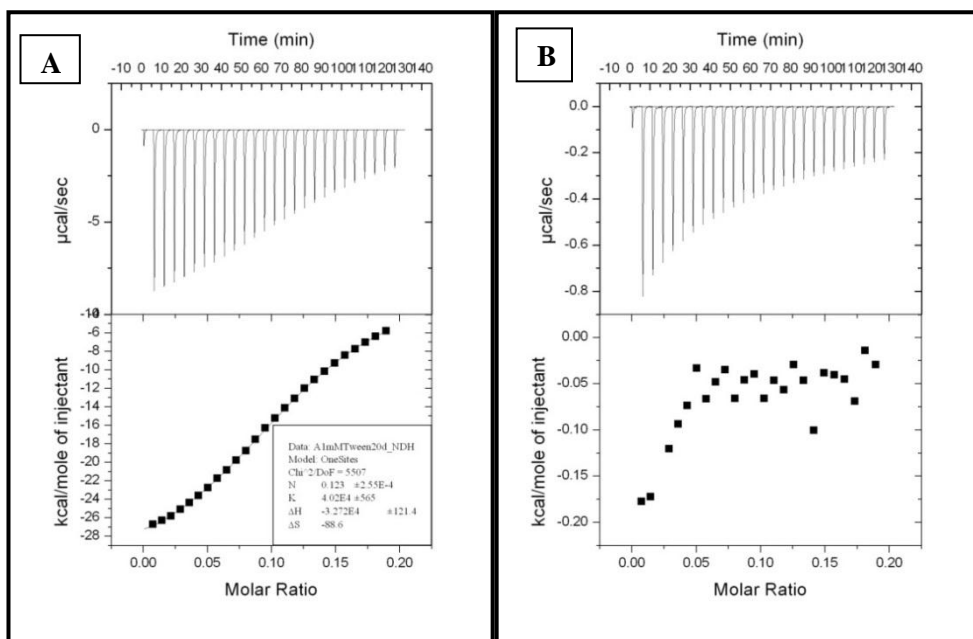 A
Time (min)
-10 0 10 20 30 40 50 60 70 80 90 100 110 120 130 140
0
-5
-10
µcal/sec
-4
-6
-8
-10
-12
-14
-16
-18
-20
-22
-24
-26
-28
kcal/mole of injectant
Data: A1mMTween20d_NDH
Model: OneSites
Chi^2/DoF = 5507
N 0.123 ±2.55E-4
K 4.02E4 ±565
ΔH -3.272E4 ±121.4
ΔS -88.6
0.00 0.05 0.10 0.15 0.20
Molar Ratio
B
Time (min)
-10 0 10 20 30 40 50 60 70 80 90 100 110 120 130 140
0.0
-0.2
-0.4
-0.6
-0.8
µcal/sec
0.00
-0.05
-0.10
-0.15
-0.20
kcal/mole of injectant
0.00 0.05 0.10 0.15 0.20
Molar Ratio